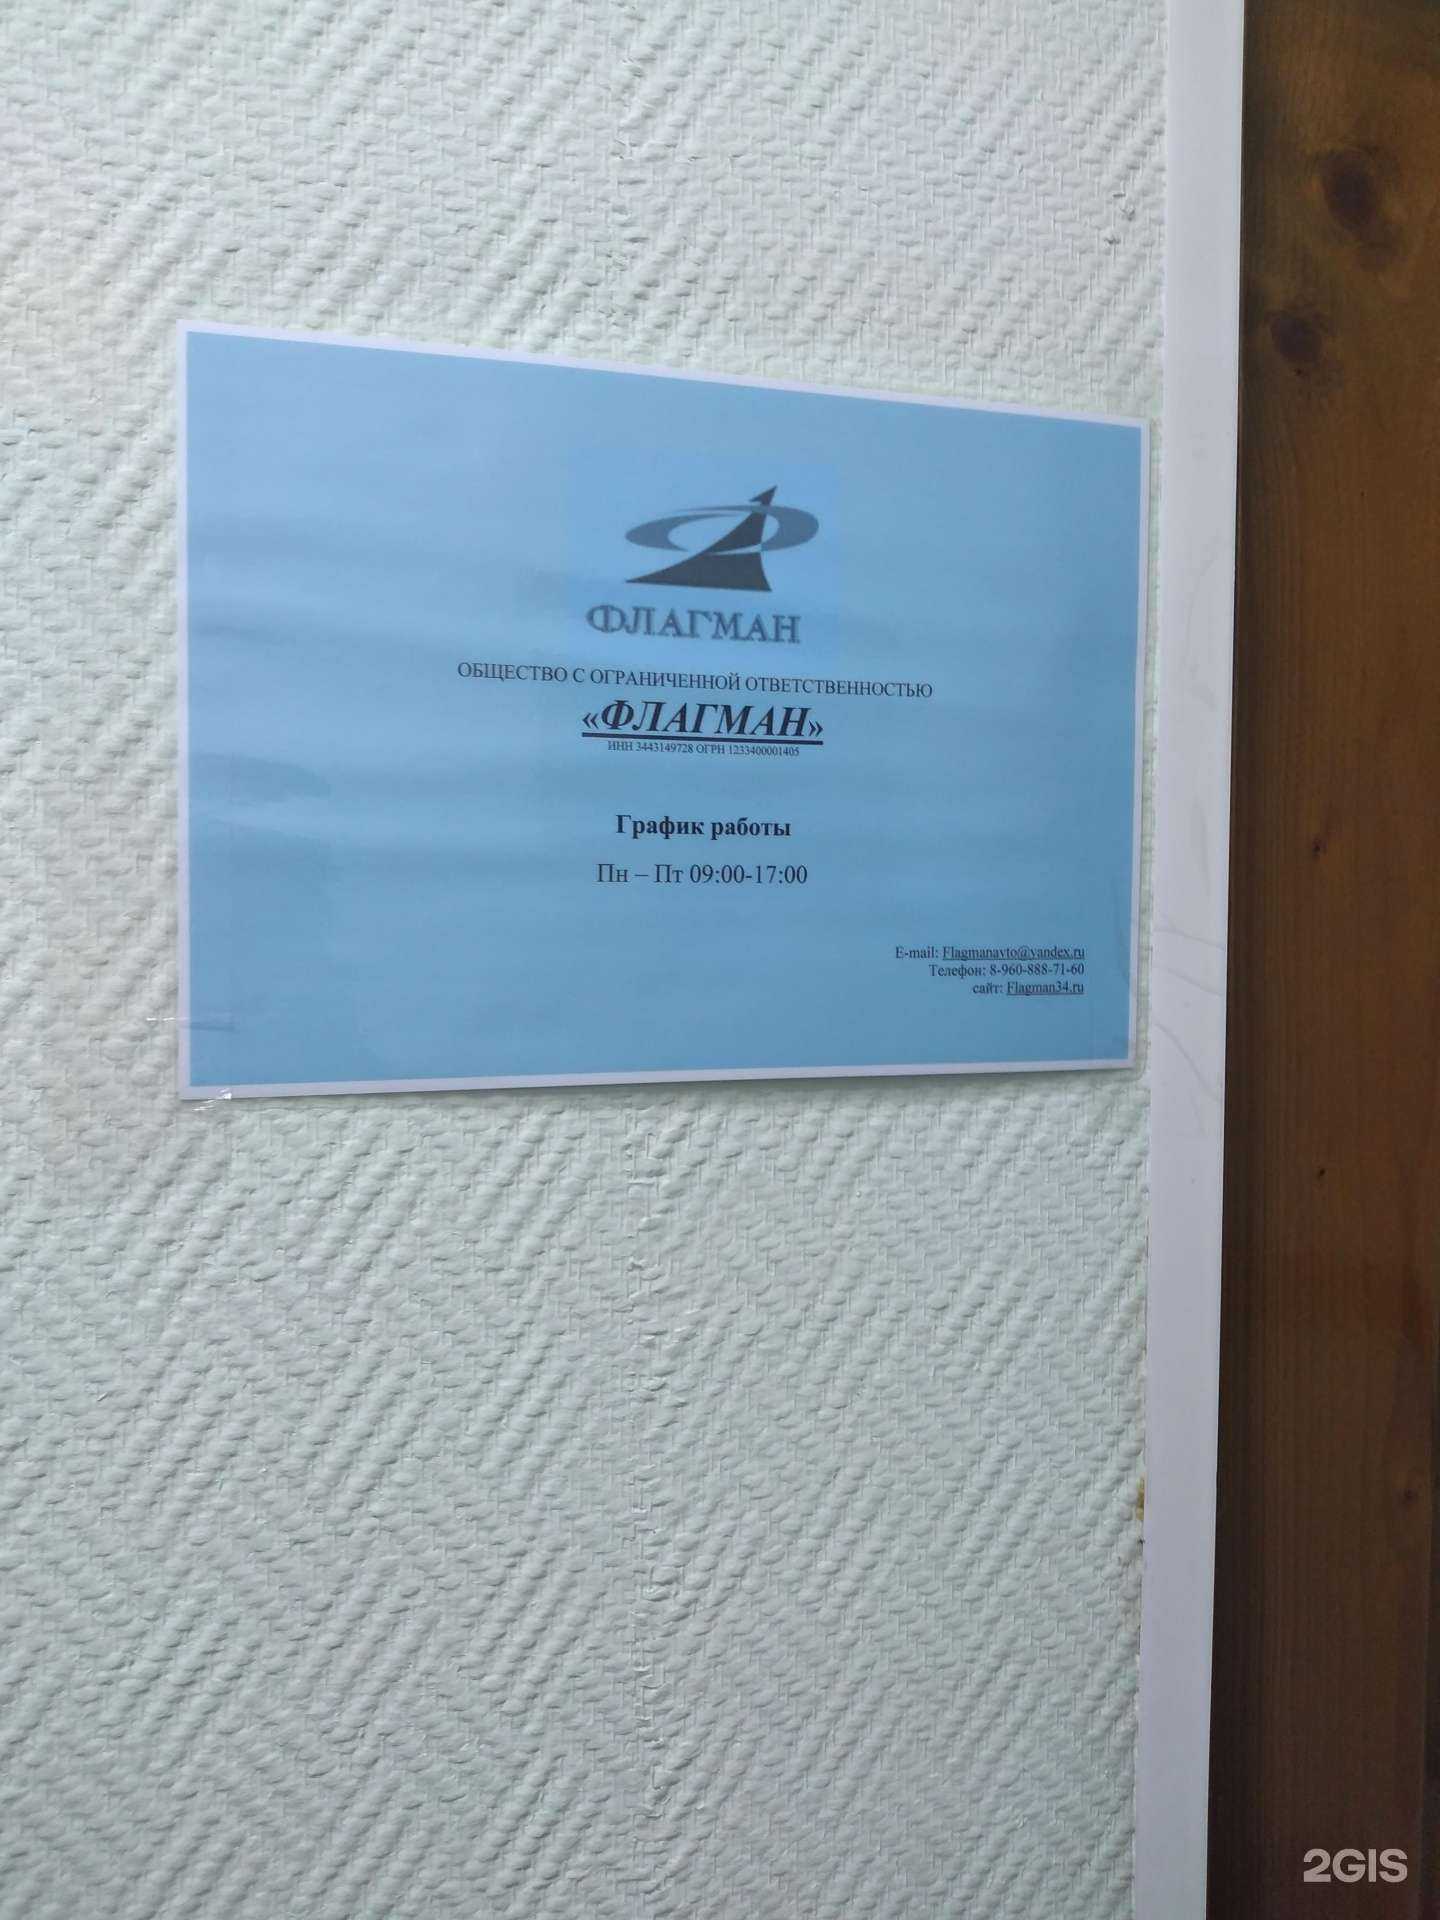 ФЛАГМАН
ОБЩЕСТВО С ОГРАНИЧЕННОЙ ОТВЕТСТВЕННОСТЬЮ
«ФЛАГМАН»
ИНН 3443149728 ОГРН 1233400001405
График работы
Пн – Пт 09:00-17:00
E-mail: Flagmanavto@yandex.ru
Телефон: 8-960-888-71-60
сайт: Flagman34.ru
2GIS